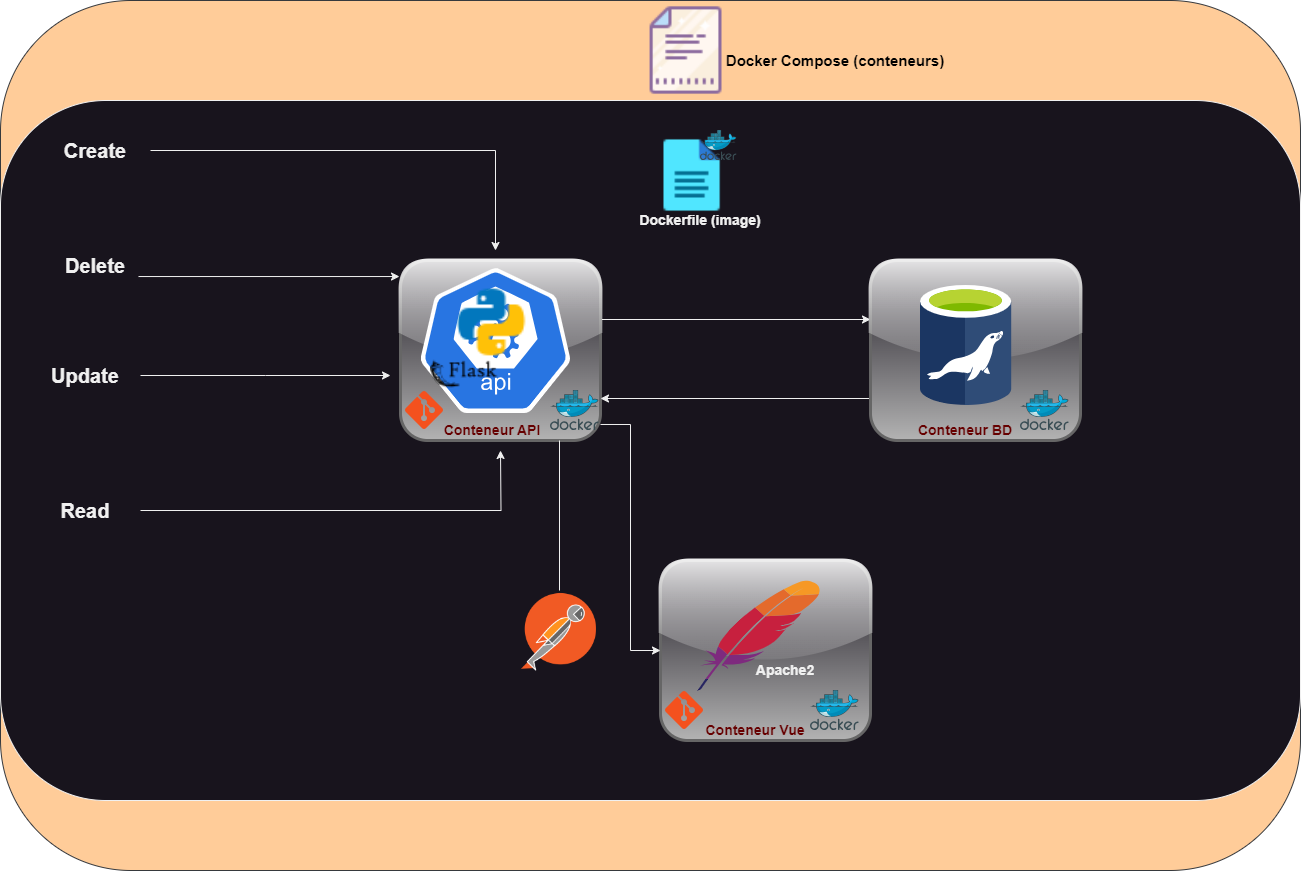 Docker Compose (conteneurs)
Create
docker
Dockerfile (image)
Delete
Update
Flask
api
docker
Conteneur API
docker
Conteneur BD
Read
Apache2
docker
Conteneur Vue